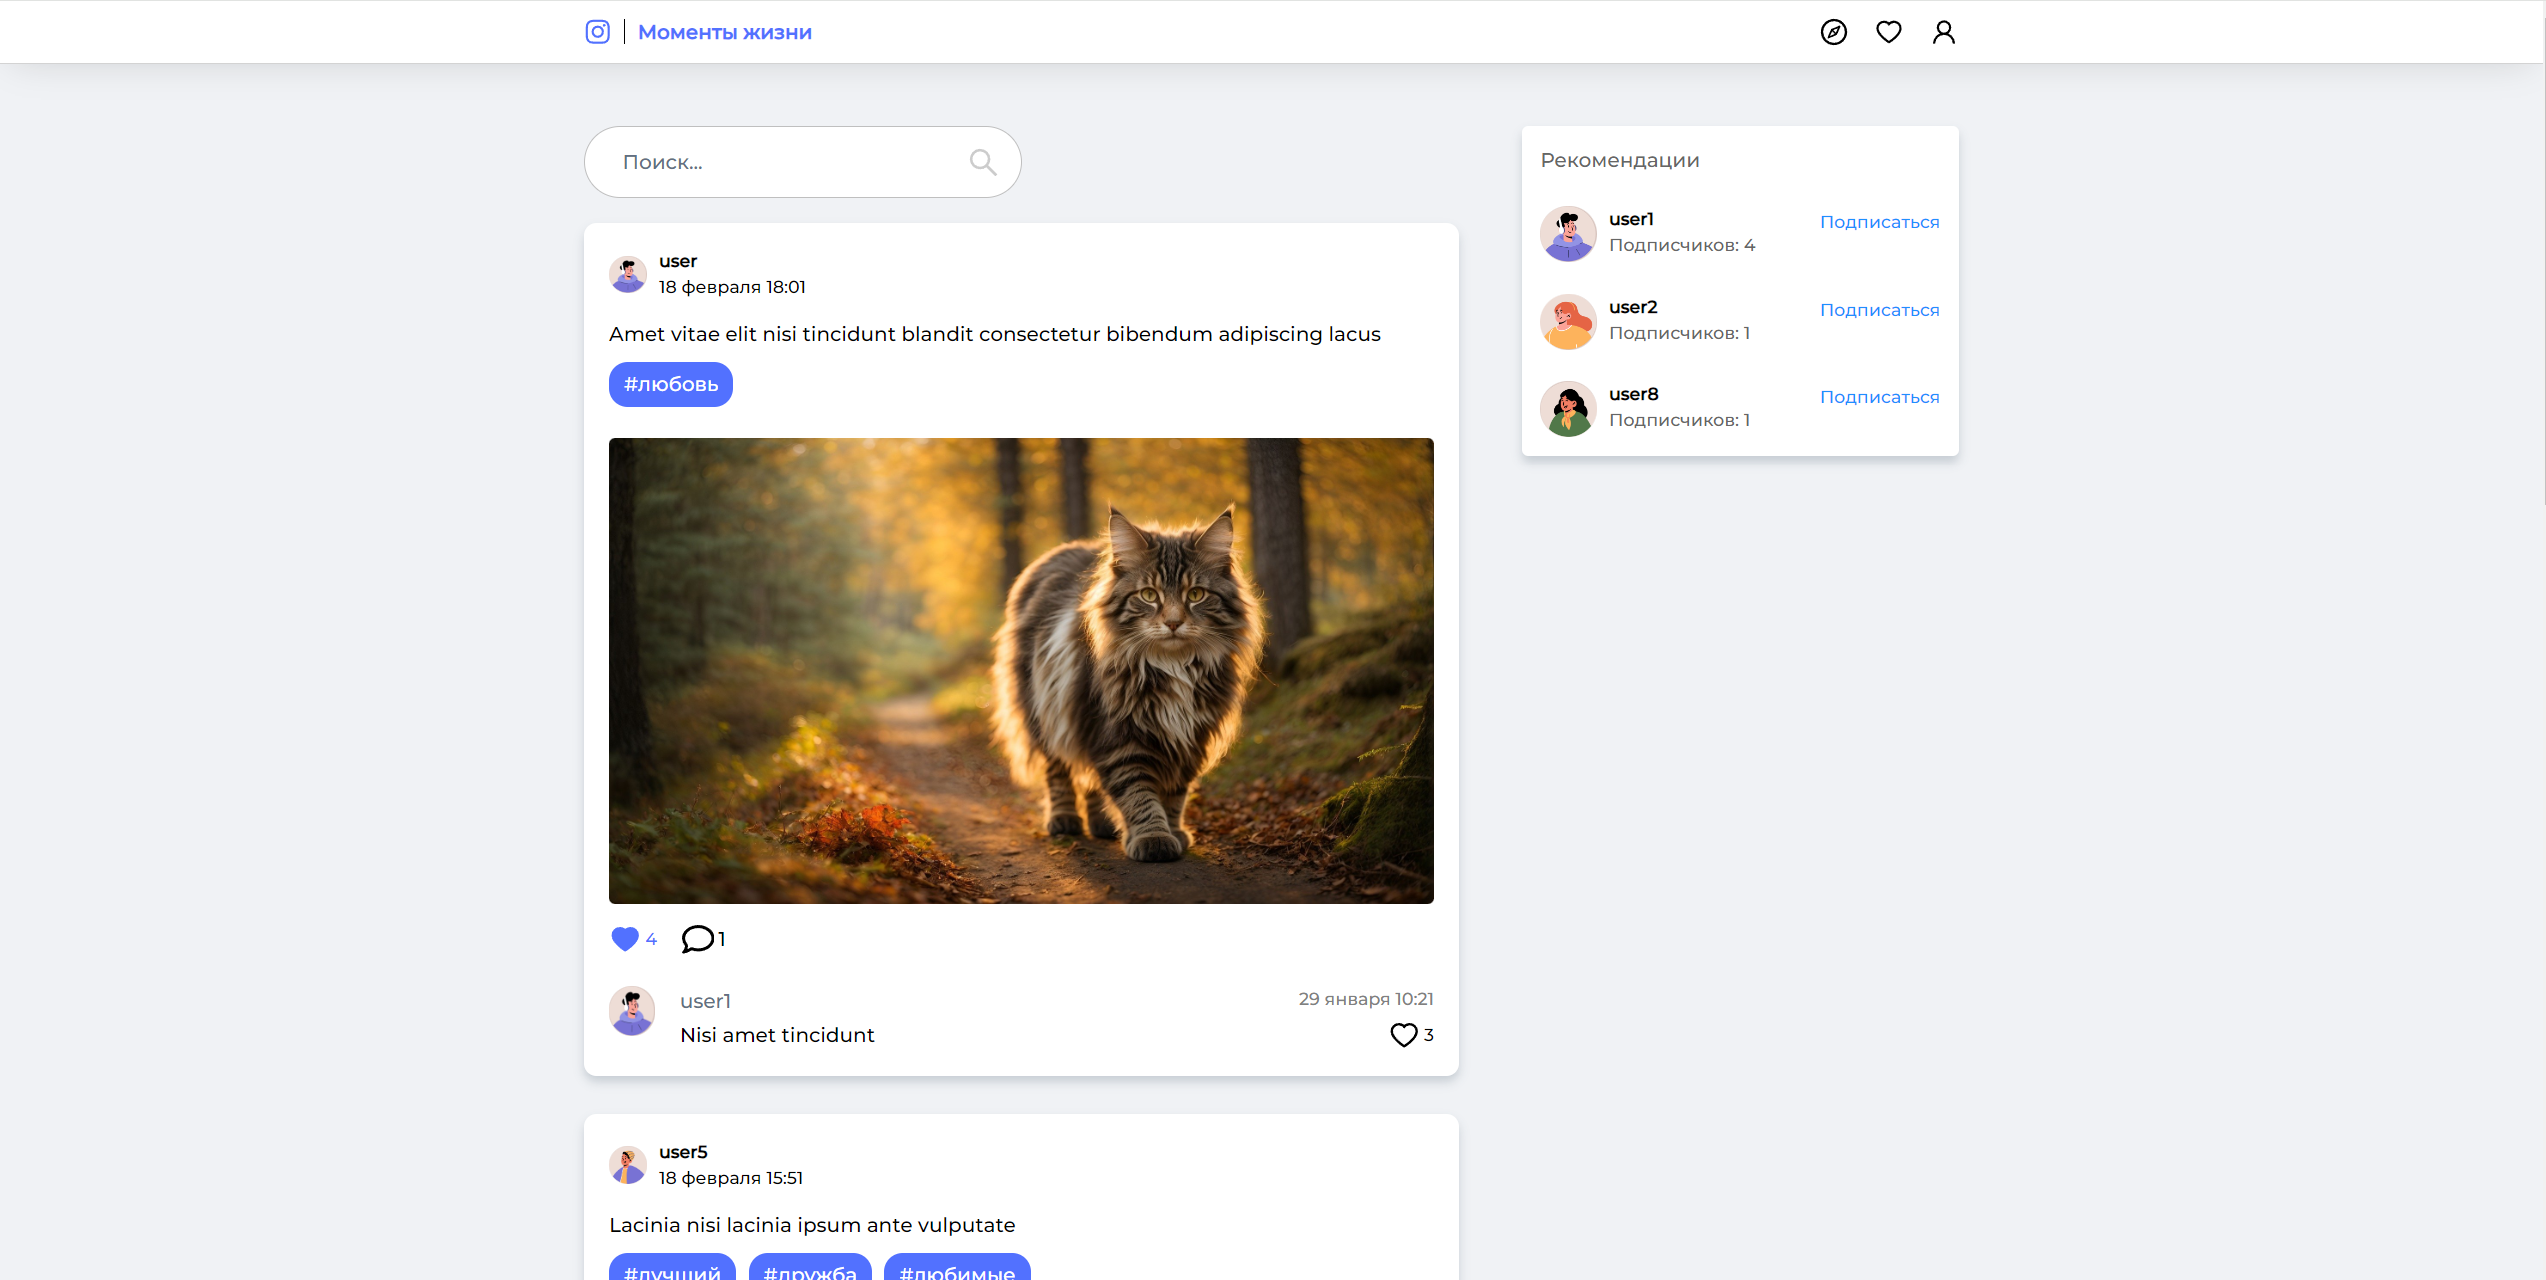 Моменты жизни
Поиск...
user
18 февраля 18:01
Amet vitae elit nisi tincidunt blandit consectetur bibendum adipiscing lacus
#любовь
4
1
user1
29 января 10:21
Nisi amet tincidunt
3
user5
18 февраля 15:51
Lacinia nisi lacinia ipsum ante vulputate
#лучший #дружба #любимые
Рекомендации
user1
Подписаться
Подписчиков: 4
user2
Подписаться
Подписчиков: 1
user8
Подписаться
Подписчиков: 1